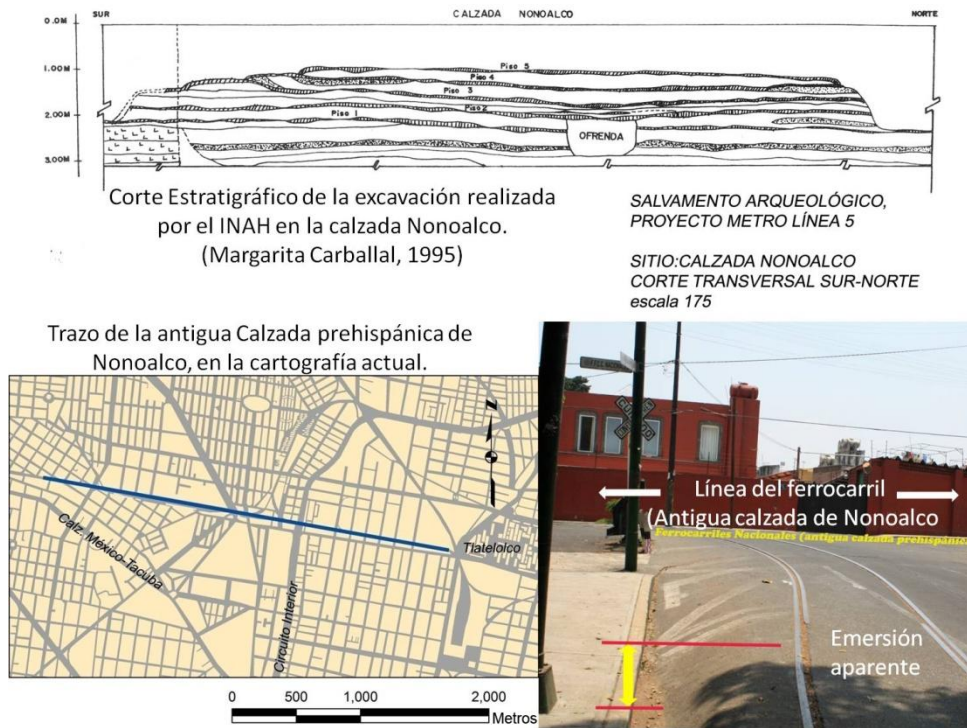 CALZADA NONOALCO
SUR
NORTE
0.0M
1.00M
2.00M
3.00M
Piso 5
Piso 4
Piso 3
Piso 2
Piso 1
OFRENDA
Corte Estratigráfico de la excavación realizada
por el INAH en la calzada Nonoalco.
(Margarita Carballal, 1995)
SALVAMENTO ARQUEOLÓGICO,
PROYECTO METRO LÍNEA 5
SITIO:CALZADA NONOALCO
CORTE TRANSVERSAL SUR-NORTE
escala 175
Trazo de la antigua Calzada prehispánica de
Nonoalco, en la cartografía actual.
Calz. México-Tacuba
Circuito Interior
Tlatelolco
0 500 1,000 2,000
Metros
CRUCERO
Línea del ferrocarril
(Antigua calzada de Nonoalco
Ferrocarriles Nacionales (antigua calzada prehispánica
Emersión
aparente